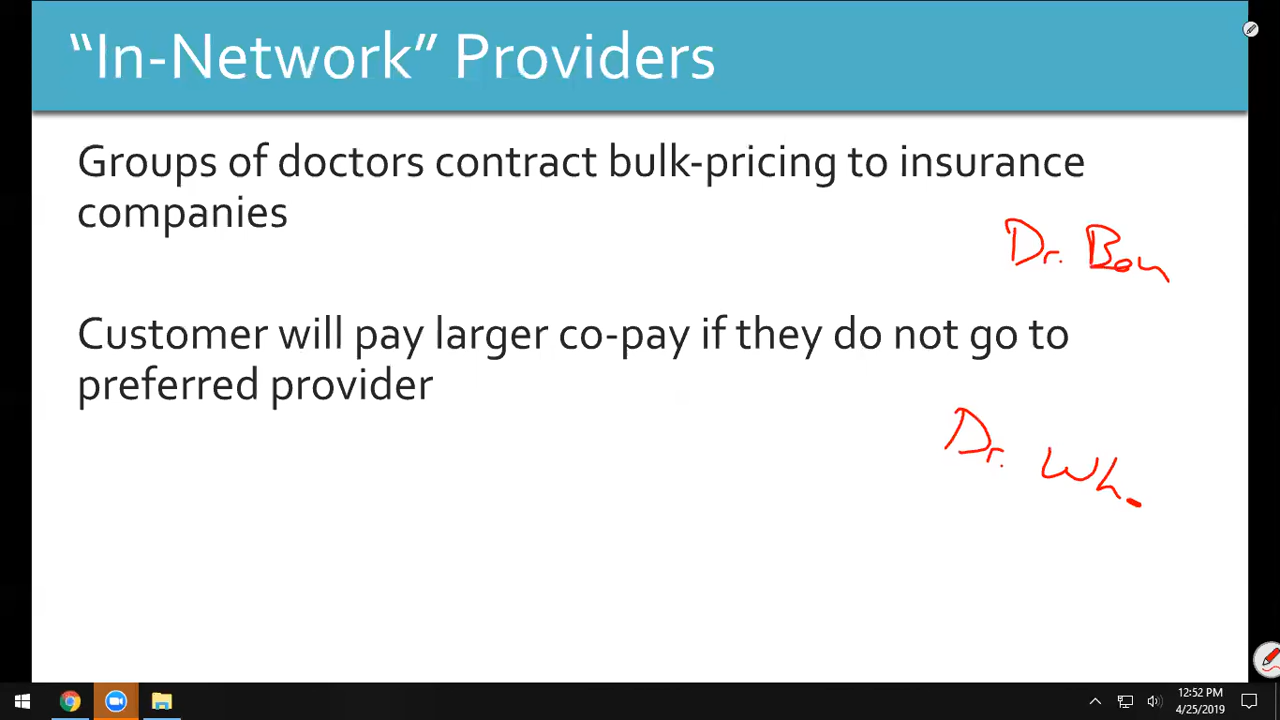 “In-Network” Providers
Groups of doctors contract bulk-pricing to insurance
companies
Dr. Ben
Customer will pay larger co-pay if they do not go to
preferred provider
Dr. Wh
12:52 PM
4/25/2019